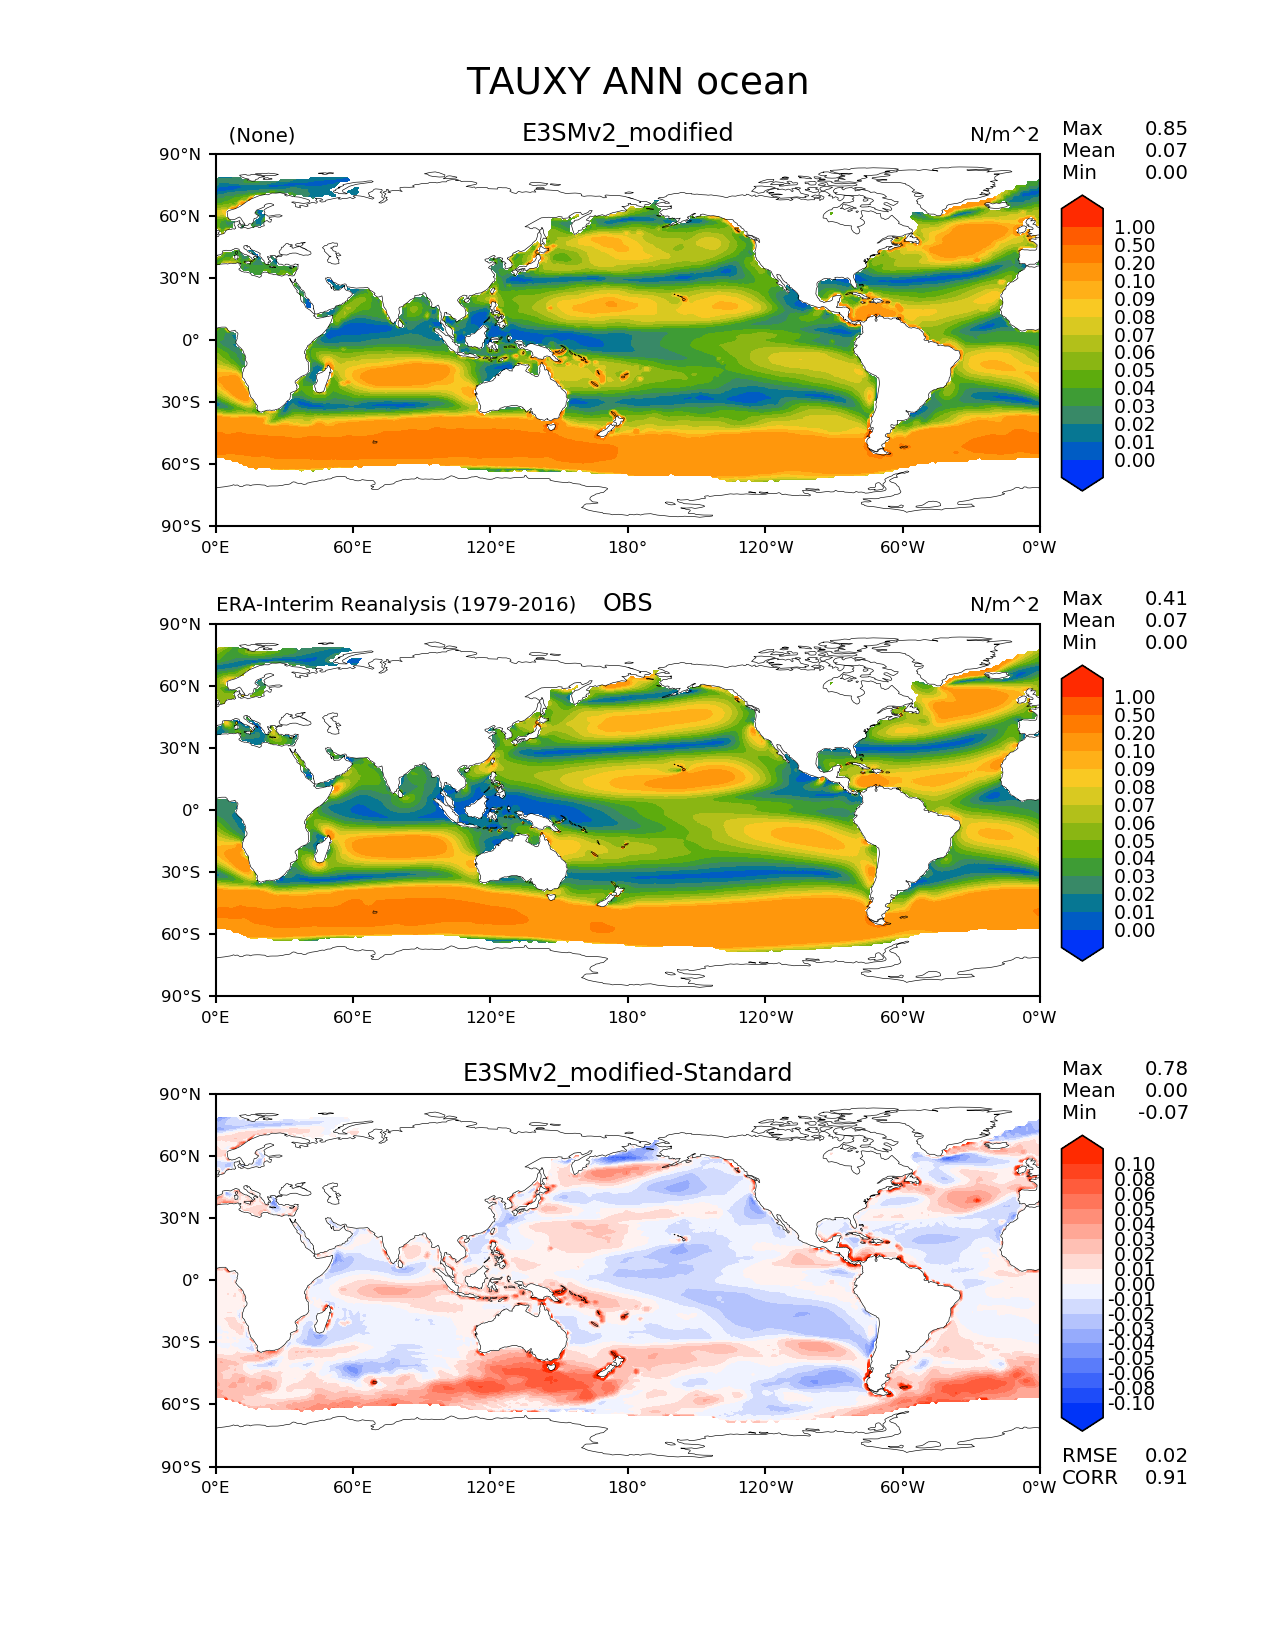 TAUXY ANN ocean
(None) E3SMv2_modified N/m^2
Max 0.85
Mean 0.07
Min 0.00
90°N
60°N
30°N
0°
30°S
60°S
90°S
0°E 60°E 120°E 180° 120°W 60°W 0°W
1.00
0.50
0.20
0.10
0.09
0.08
0.07
0.06
0.05
0.04
0.03
0.02
0.01
0.00
ERA-Interim Reanalysis (1979-2016) OBS N/m^2
Max 0.41
Mean 0.07
Min 0.00
90°N
60°N
30°N
0°
30°S
60°S
90°S
0°E 60°E 120°E 180° 120°W 60°W 0°W
1.00
0.50
0.20
0.10
0.09
0.08
0.07
0.06
0.05
0.04
0.03
0.02
0.01
0.00
E3SMv2_modified-Standard
Max 0.78
Mean 0.00
Min -0.07
90°N
60°N
30°N
0°
30°S
60°S
90°S
0°E 60°E 120°E 180° 120°W 60°W 0°W
0.10
0.08
0.06
0.05
0.04
0.03
0.02
0.01
0.00
-0.01
-0.02
-0.03
-0.04
-0.05
-0.06
-0.08
-0.10
RMSE 0.02
CORR 0.91